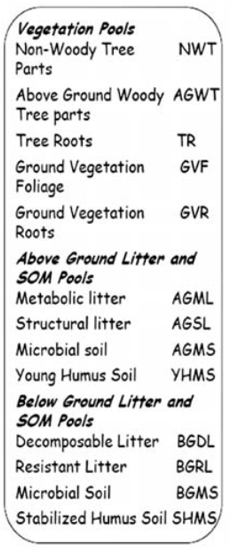 Vegetation Pools
Non-Woody Tree NWT
Parts
Above Ground Woody AGWT
Tree parts
Tree Roots TR
Ground Vegetation GVF
Foliage
Ground Vegetation GVR
Roots
Above Ground Litter and
SOM Pools
Metabolic litter AGML
Structural litter AGSL
Microbial soil AGMS
Young Humus Soil YHMS
Below Ground Litter and
SOM Pools
Decomposable Litter BGDL
Resistant Litter BGRL
Microbial Soil BGMS
Stabilized Humus Soil SHMS